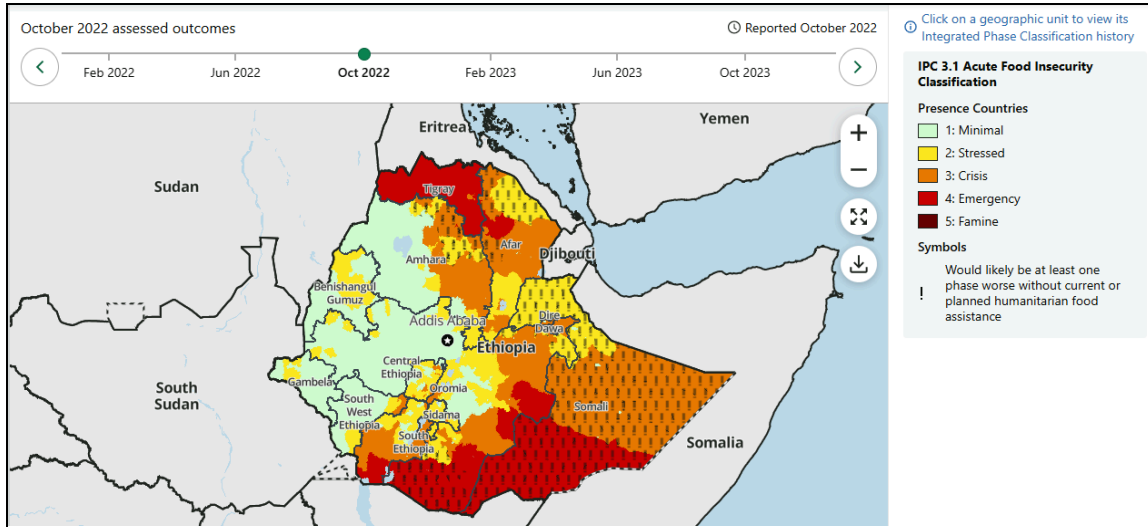 October 2022 assessed outcomes
Reported October 2022
Feb 2022
Jun 2022
Oct 2022
Feb 2023
Jun 2023
Oct 2023
Click on a geographic unit to view its
Integrated Phase Classification history
IPC 3.1 Acute Food Insecurity
Classification
Presence Countries
1: Minimal
2: Stressed
3: Crisis
4: Emergency
5: Famine
Symbols
!
Would likely be at least one
phase worse without current or
planned humanitarian food
assistance
Eritrea
Yemen
Sudan
Tigray
Afar
Amhara
Djibouti
Benishangul
Gumuz
Addis Ababa
Dire
Dawa
Ethiopia
Central
Ethiopia
Gambela
Oromia
South
Sudan
South
West
Ethiopia
Sidama
Somali
South
Ethiopia
Somalia